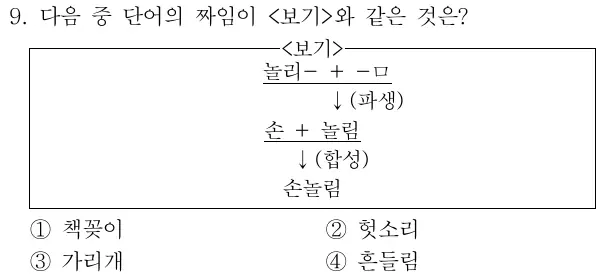 9. 다음 중 단어의 짜임이 <보기>와 같은 것은?
<보기>
놀리- + -ㅁ
↓(파생)
손 + 놀림
↓(합성)
손놀림
① 책꽂이 ② 헛소리
③ 가리개 ④ 흔들림